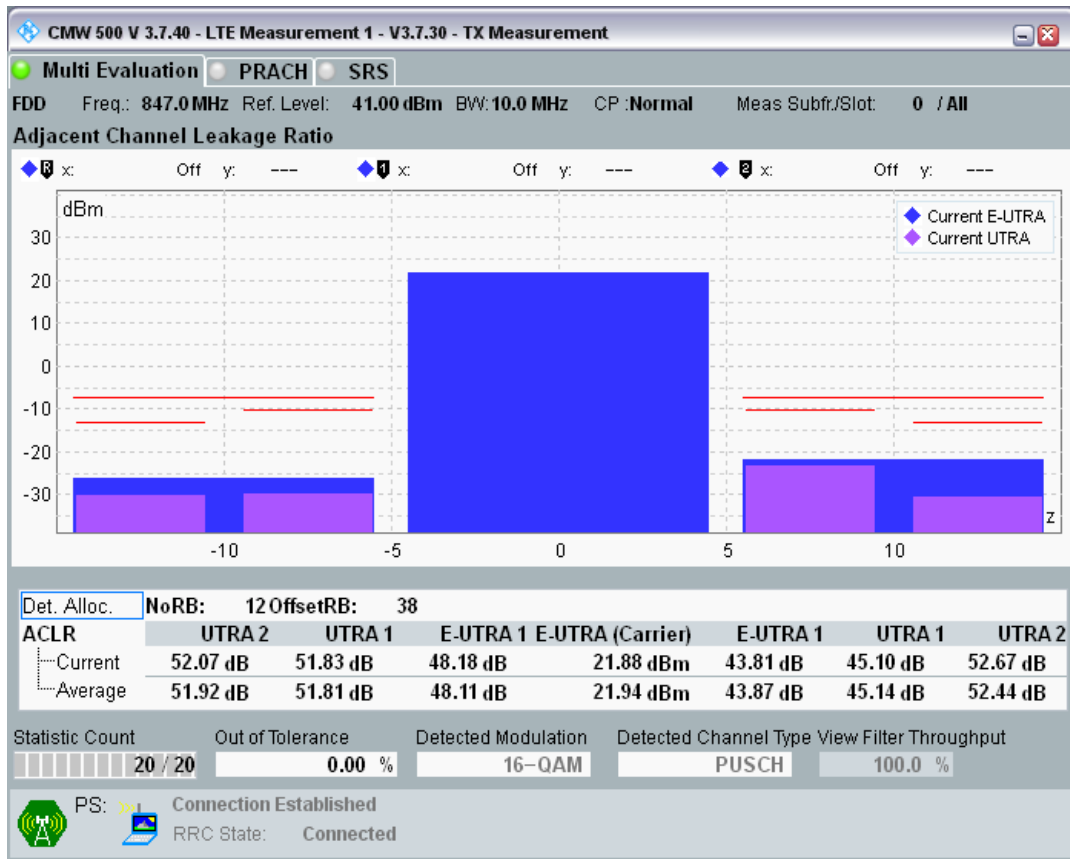 CMW 500 V 3.7.40 - LTE Measurement 1 - V3.7.30 - TX Measurement
Multi Evaluation PRACH SRS
FDD Freq.: 847.0 MHz Ref. Level: 41.00 dBm BW: 10.0 MHz CP :Normal Meas Subfr./Slot: 0 / All
Adjacent Channel Leakage Ratio
R x: Off y: --- 1 x: Off y: --- 2 x: Off y: ---
dBm
Current E-UTRA
Current UTRA
30
20
10
0
-10
-20
-30
z
-10 -5 0 5 10
Det. Alloc. NoRB: 12 OffsetRB: 38
ACLR UTRA 2 UTRA 1 E-UTRA 1 E-UTRA (Carrier) E-UTRA 1 UTRA 1 UTRA 2
Current 52.07 dB 51.83 dB 48.18 dB 21.88 dBm 43.81 dB 45.10 dB 52.67 dB
Average 51.92 dB 51.81 dB 48.11 dB 21.94 dBm 43.87 dB 45.14 dB 52.44 dB
Statistic Count Out of Tolerance Detected Modulation Detected Channel Type View Filter Throughput
20 / 20 0.00 % 16-QAM PUSCH 100.0 %
PS: Connection Established
RRC State: Connected